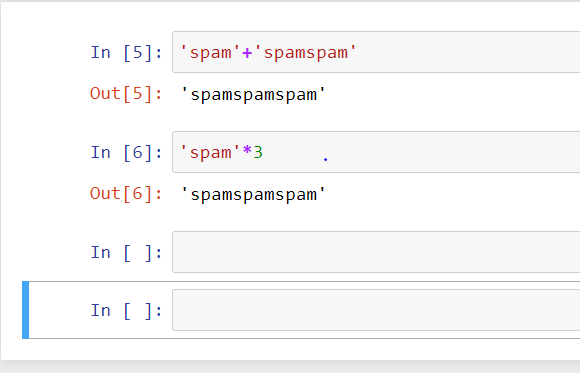 In [5]: 'spam'+'spamspam'
Out[5]: 'spamspamspam'
In [6]: 'spam'*3 .
Out[6]: 'spamspamspam'
In [ ]:
In [ ]: